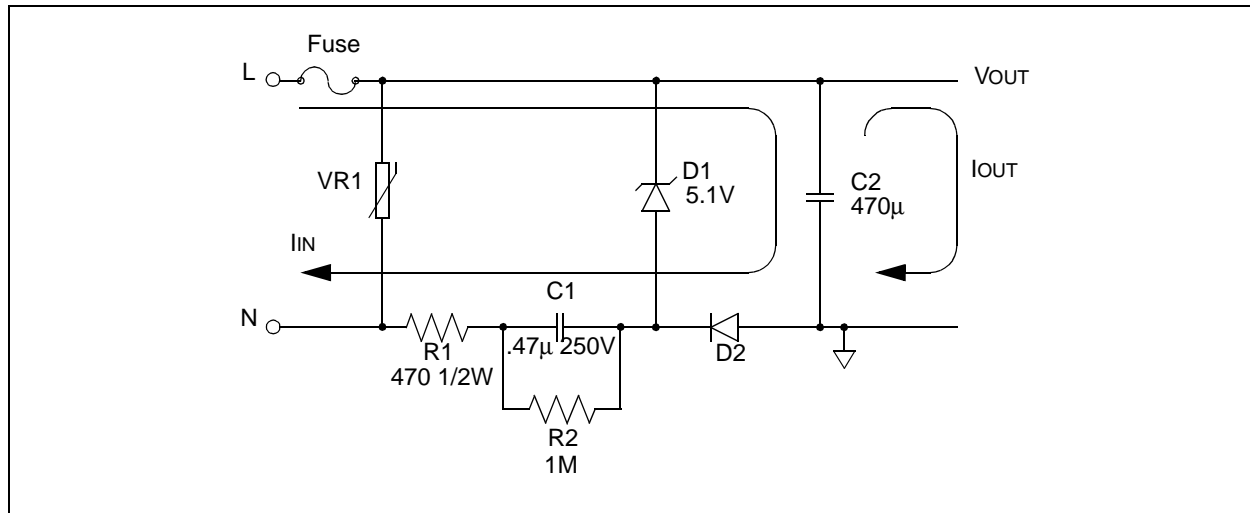 Fuse
L
VOUT
VR1
D1
5.1V
C2
470μ
IOUT
IIN
C1
N
R1
470 1/2W
.47μ 250V
D2
R2
1M